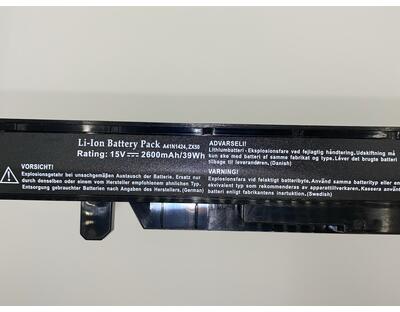 Li-Ion Battery Pack A41N1424,ZX50
Rating: 15V⎓ 2600mAh/39Wh
VORSICHT!
Explosionsgefahr bei unschmemäßen Austausch der Batterie. Ersatz nur
durch denselben oder einem vom Hersteller empfohlenem ähnlichen Typ.
Entsorgung gebrauchter Batterien nach Angaben des Herstellers. (German)
ADVARSEL!
Lithiumbatteri - Eksplosionsfare ved fejlagtig håndtering. Udskiftning må
kun ske med batteri af samme fabrikat og type. Léver det brugte batteri
tilbage til leverandøren. (Danish)
VARNING!
Explosionsfara vid felaktigt batteribyte. Använd samma batterityp eller en
ekvivalent typ som rekommenderas av apparattillverkaren. Kassera
använt batteri enligt fabrikantens instruktion. (Swedish)